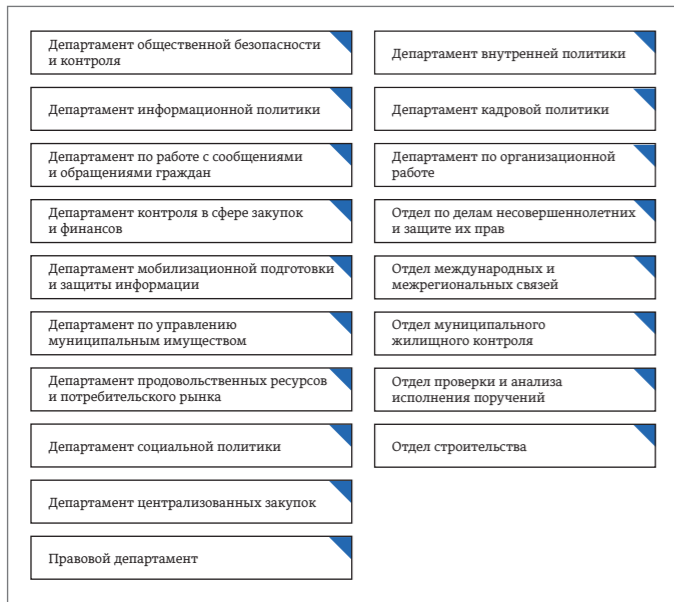 Департамент общественной безопасности
и контроля
Департамент информационной политики
Департамент по работе с сообщениями
и обращениями граждан
Департамент контроля в сфере закупок
и финансов
Департамент мобилизационной подготовки
и защиты информации
Департамент по управлению
муниципальным имуществом
Департамент продовольственных ресурсов
и потребительского рынка
Департамент социальной политики
Департамент централизованных закупок
Правовой департамент
Департамент внутренней политики
Департамент кадровой политики
Департамент по организационной
работе
Отдел по делам несовершеннолетних
и защите их прав
Отдел международных и
межрегиональных связей
Отдел муниципального
жилищного контроля
Отдел проверки и анализа
исполнения поручений
Отдел строительства